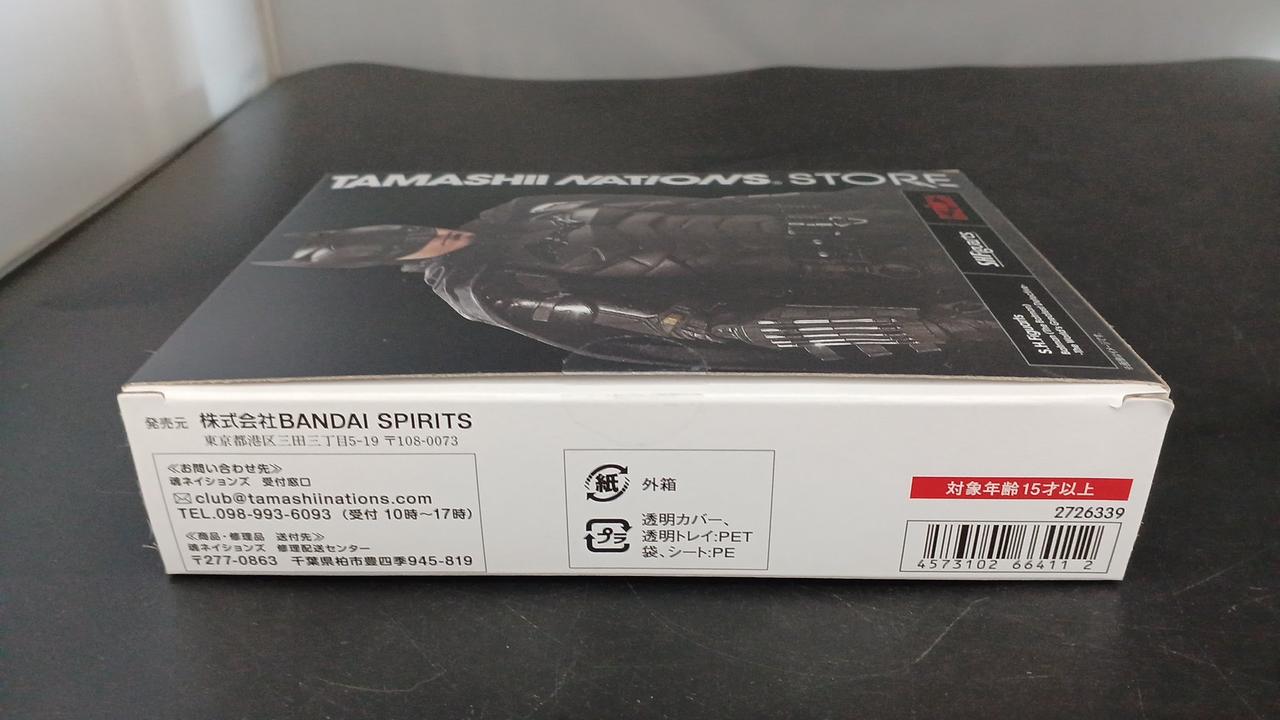 TAMASHII NATIONS. STORE
S.H.Figuarts
S.H.Figuarts
発売元 株式会社BANDAI SPIRITS
東京都港区三田三丁目5-19 〒108-0073
≪お問い合わせ先≫
魂ネイションズ 受付窓口
club@tamashiinations.com
TEL.098-993-6093 (受付 10時～17時)
≪商品・修理品 送付先≫
魂ネイションズ 修理配送センター
〒277-0863 千葉県柏市豊四季945-819
紙 外箱
プラ 透明カバー、
透明トレイ:PET
袋、シート:PE
対象年齢15才以上
2726339
4573102 66411 2